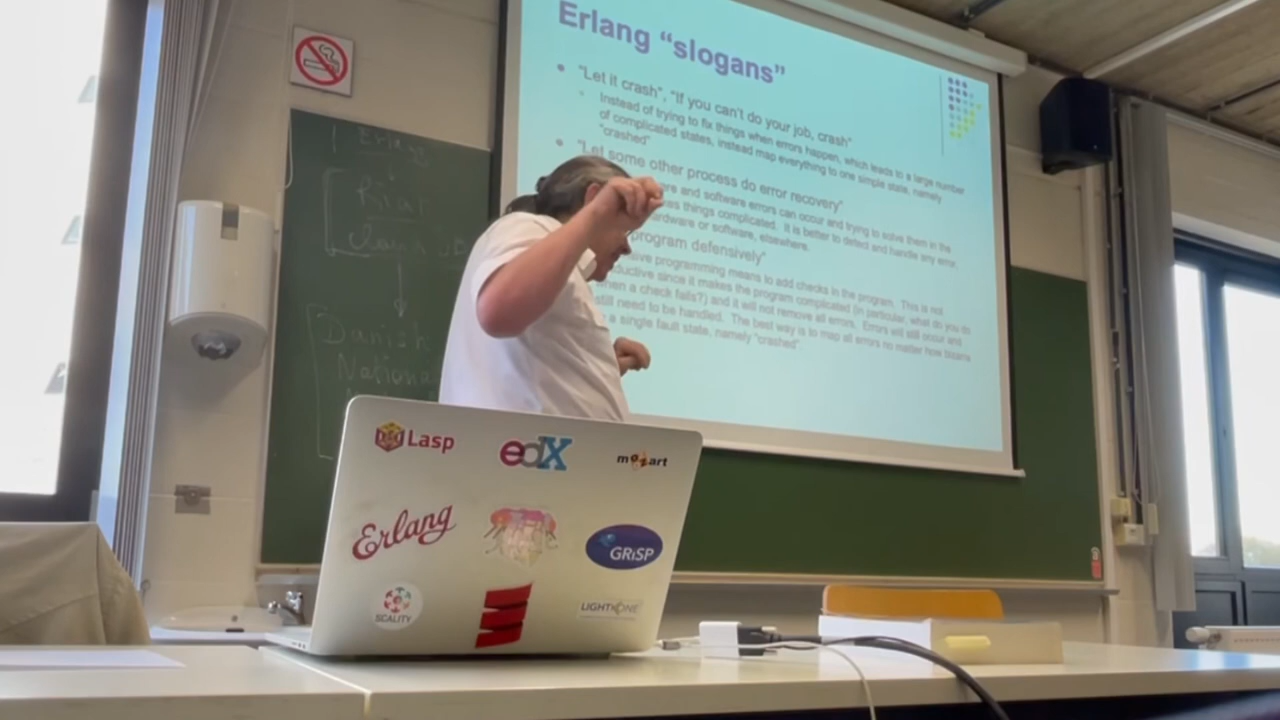 Erlang “slogans”
“Let it crash”, “If you can’t do your job, crash”
Instead of trying to fix things when errors happen, which leads to a large number
of complicated states, instead map everything to one simple state, namely
“crashed”
“Let some other process do error recovery”
and software errors can occur and trying to solve them in the
things complicated. It is better to detect and handle any error,
hardware or software, elsewhere.
program defensively”
programming means to add checks in the program. This is not
since it makes the program complicated (in particular, what do you do
when a check fails?) and it will not remove all errors. Errors will still occur and
still need to be handled. The best way is to map all errors no matter how bizarre
a single fault state, namely “crashed”.
Erlang
Riak
Danish
National
Lasp
edX
mozart
Erlang
GRiSP
SCALITY
LIGHTKONE